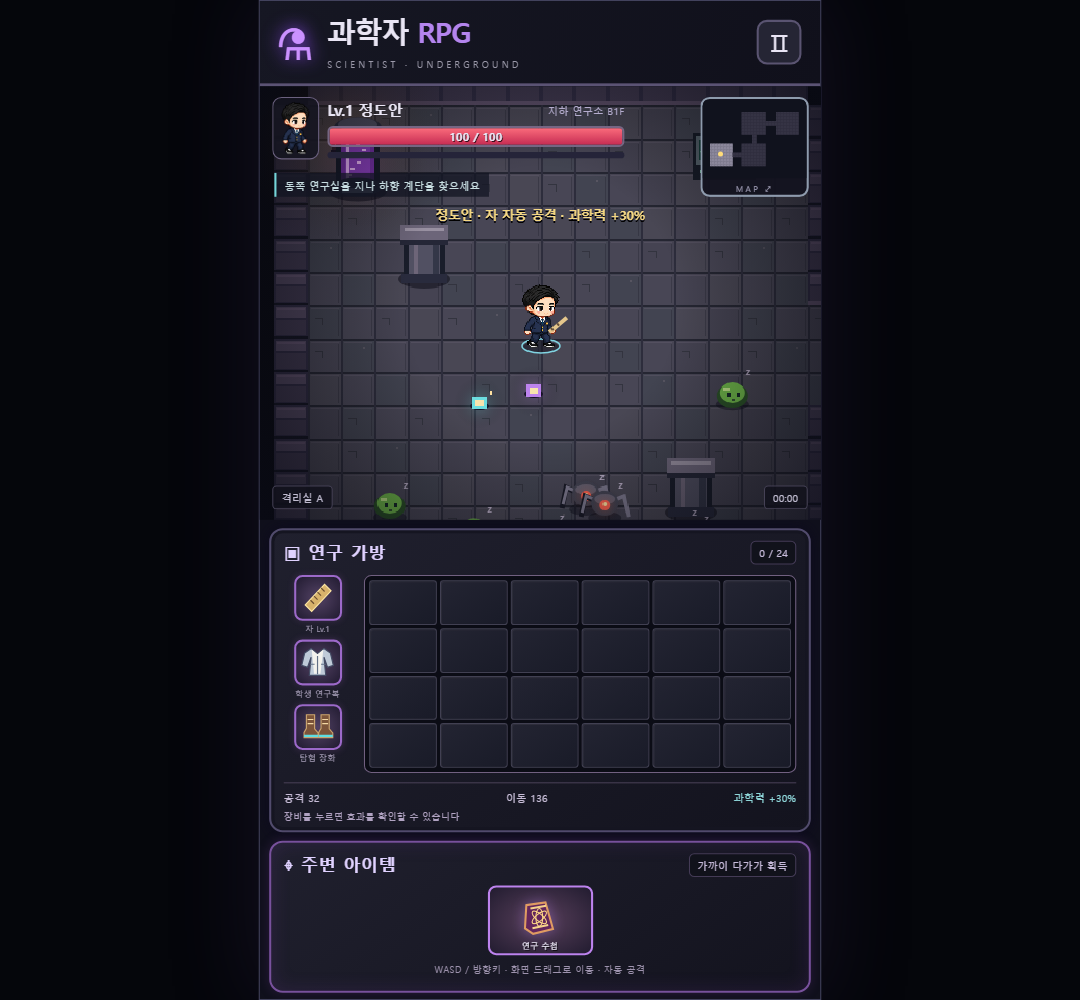 과학자 RPG
SCIENTIST · UNDERGROUND
Lv.1 정도안
지하 연구소 B1F
100 / 100
동쪽 연구실을 지나 하향 계단을 찾으세요
MAP
정도안 · 자 자동 공격 · 과학력 +30%
z
z
z
z
z
z
z
z
격리실 A
00:00
연구 가방
0 / 24
자 Lv.1
학생 연구복
탐험 장화
공격 32
이동 136
과학력 +30%
장비를 누르면 효과를 확인할 수 있습니다
주변 아이템
가까이 다가가 획득
연구 수첩
WASD / 방향키 · 화면 드래그로 이동 · 자동 공격